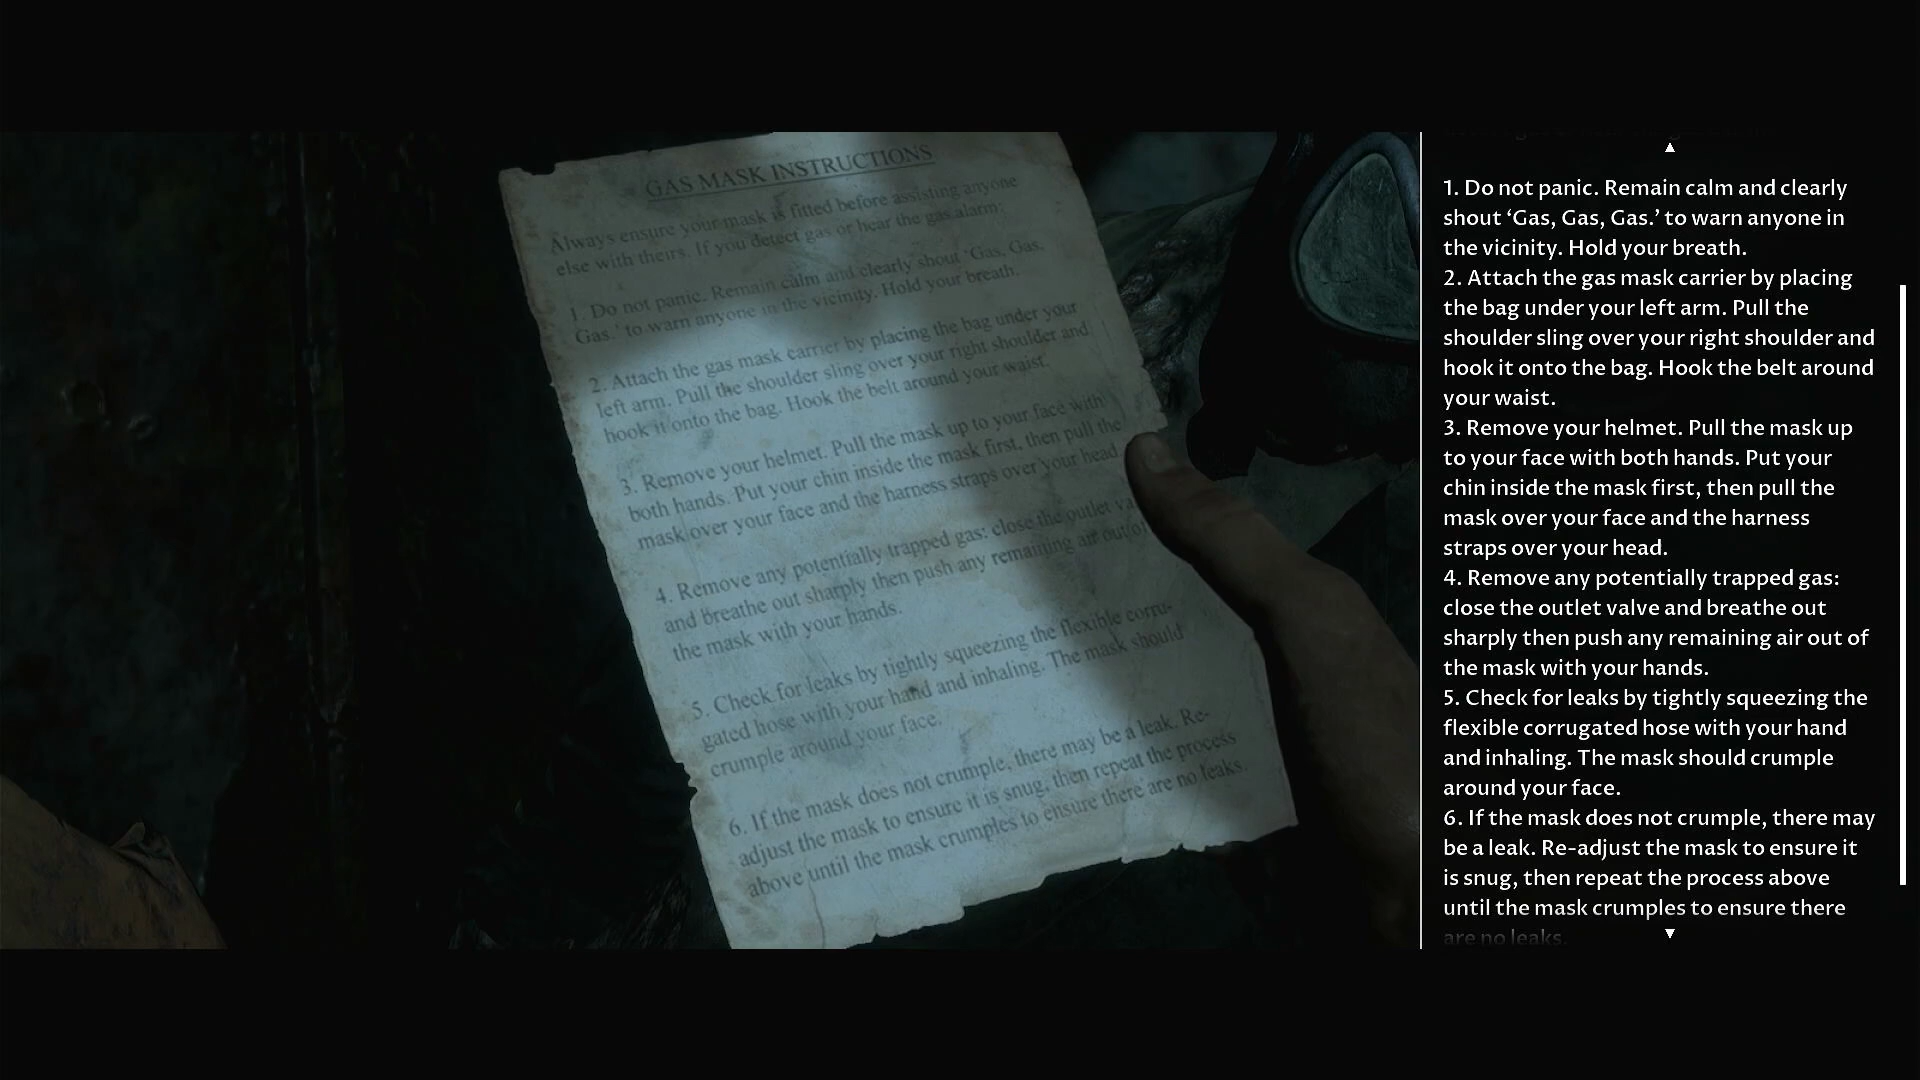 GAS MASK INSTRUCTIONS
Always ensure your mask is fitted before assisting anyone
else with theirs. If you detect gas or hear the gas alarm:
1. Do not panic. Remain calm and clearly shout ‘Gas, Gas,
Gas.’ to warn anyone in the vicinity. Hold your breath.
2. Attach the gas mask carrier by placing the bag under your
left arm. Pull the shoulder sling over your right shoulder and
hook it onto the bag. Hook the belt around your waist.
3. Remove your helmet. Pull the mask up to your face with
both hands. Put your chin inside the mask first, then pull the
mask over your face and the harness straps over your head.
4. Remove any potentially trapped gas: close the outlet va
and breathe out sharply then push any remaining air out of
the mask with your hands.
5. Check for leaks by tightly squeezing the flexible corru-
gated hose with your hand and inhaling. The mask should
crumple around your face.
6. If the mask does not crumple, there may be a leak. Re-
adjust the mask to ensure it is snug, then repeat the process
above until the mask crumples to ensure there are no leaks.
1. Do not panic. Remain calm and clearly
shout ‘Gas, Gas, Gas.’ to warn anyone in
the vicinity. Hold your breath.
2. Attach the gas mask carrier by placing
the bag under your left arm. Pull the
shoulder sling over your right shoulder and
hook it onto the bag. Hook the belt around
your waist.
3. Remove your helmet. Pull the mask up
to your face with both hands. Put your
chin inside the mask first, then pull the
mask over your face and the harness
straps over your head.
4. Remove any potentially trapped gas:
close the outlet valve and breathe out
sharply then push any remaining air out of
the mask with your hands.
5. Check for leaks by tightly squeezing the
flexible corrugated hose with your hand
and inhaling. The mask should crumple
around your face.
6. If the mask does not crumple, there may
be a leak. Re-adjust the mask to ensure it
is snug, then repeat the process above
until the mask crumples to ensure there
are no leaks.